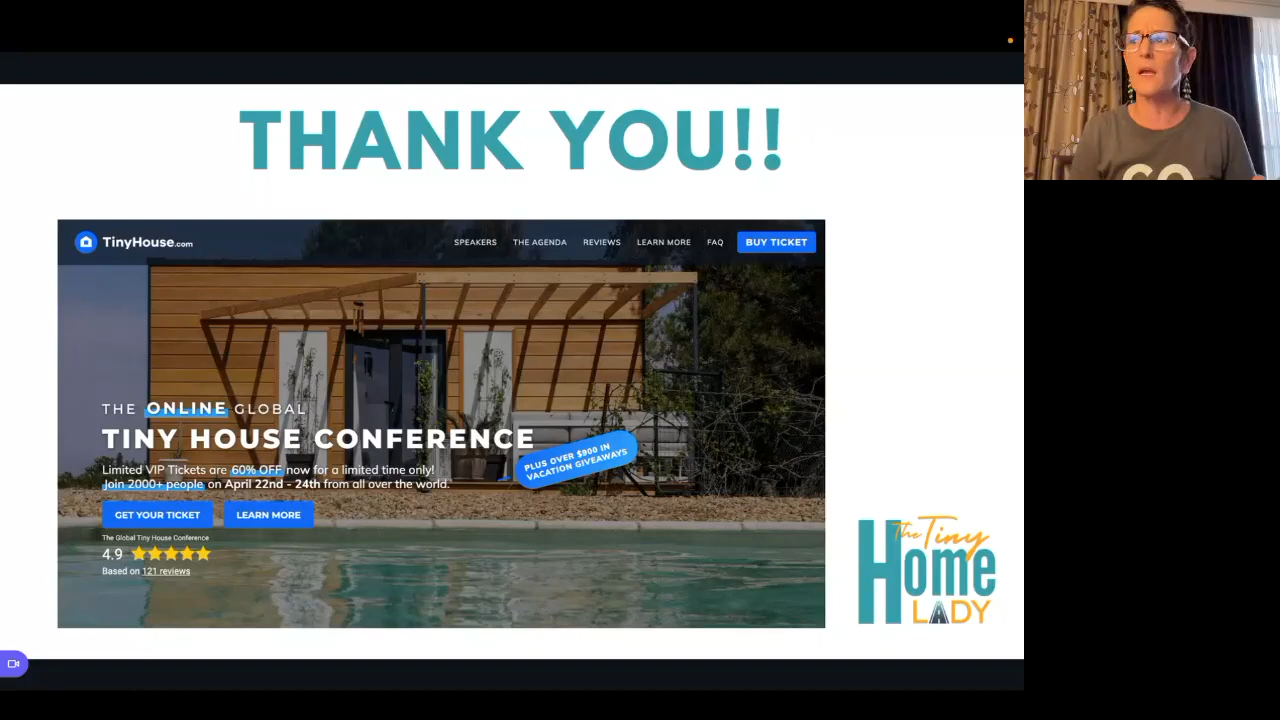 THANK YOU!!
TinyHouse.com
SPEAKERS THE AGENDA REVIEWS LEARN MORE FAQ BUY TICKET
THE ONLINE GLOBAL
TINY HOUSE CONFERENCE
PLUS OVER $900 IN
VACATION GIVEAWAYS
Limited VIP Tickets are 60% OFF now for a limited time only!
Join 2000+ people on April 22nd - 24th from all over the world.
GET YOUR TICKET LEARN MORE
The Global Tiny House Conference
4.9
Based on 121 reviews
The Tiny
Home
LADY